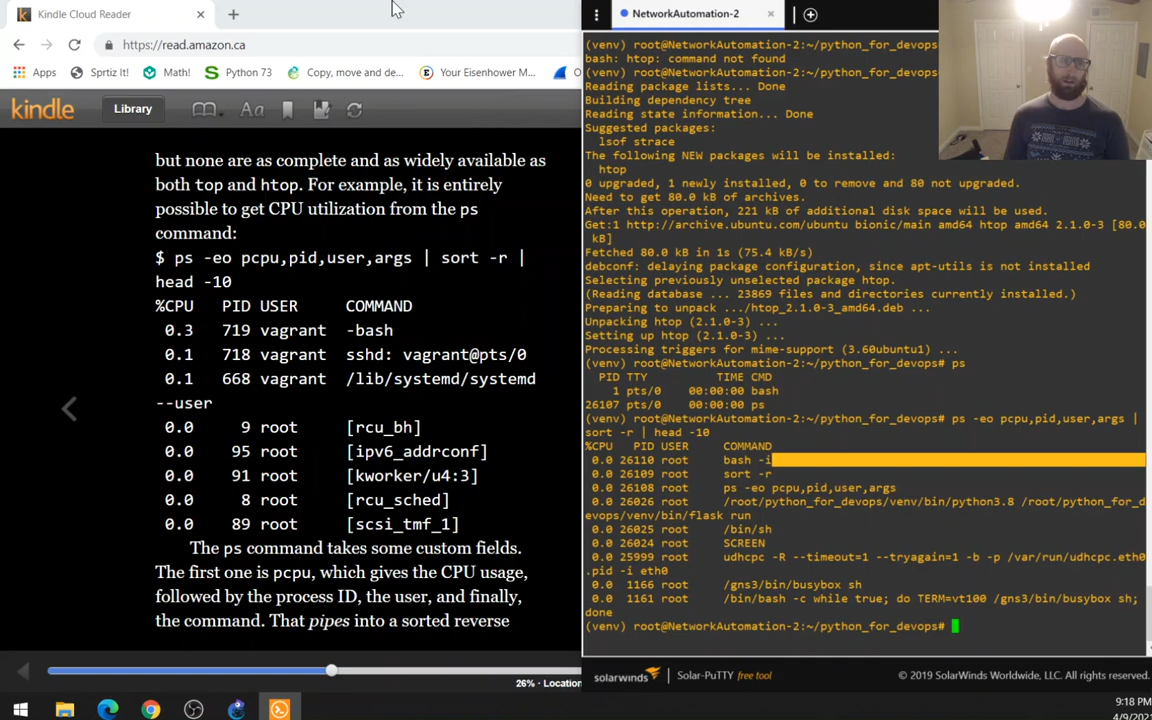 Kindle Cloud Reader
https://read.amazon.ca
Apps
Sprtiz It!
Math!
Python 73
Copy, move and de...
Your Eisenhower M...
kindle
Library
Aa
but none are as complete and as widely available as
both top and htop. For example, it is entirely
possible to get CPU utilization from the ps
command:
$ ps -eo pcpu,pid,user,args | sort -r |
head -10
%CPU PID USER COMMAND
0.3 719 vagrant -bash
0.1 718 vagrant sshd: vagrant@pts/0
0.1 668 vagrant /lib/systemd/systemd
--user
0.0 9 root [rcu_bh]
0.0 95 root [ipv6_addrconf]
0.0 91 root [kworker/u4:3]
0.0 8 root [rcu_sched]
0.0 89 root [scsi_tmf_1]
The ps command takes some custom fields.
The first one is pcpu, which gives the CPU usage,
followed by the process ID, the user, and finally,
the command. That pipes into a sorted reverse
26% · Location
NetworkAutomation-2
(venv) root@NetworkAutomation-2:~/python_for_devops
bash: htop: command not found
(venv) root@NetworkAutomation-2:~/python_for_devops
Reading package lists... Done
Building dependency tree
Reading state information... Done
Suggested packages:
lsof strace
The following NEW packages will be installed:
htop
0 upgraded, 1 newly installed, 0 to remove and 80 not upgraded.
Need to get 80.0 kB of archives.
After this operation, 221 kB of additional disk space will be used.
Get:1 http://archive.ubuntu.com/ubuntu bionic/main amd64 htop amd64 2.1.0-3 [80.0
kB]
Fetched 80.0 kB in 1s (75.4 kB/s)
debconf: delaying package configuration, since apt-utils is not installed
Selecting previously unselected package htop.
(Reading database ... 23869 files and directories currently installed.)
Preparing to unpack .../htop_2.1.0-3_amd64.deb ...
Unpacking htop (2.1.0-3) ...
Setting up htop (2.1.0-3) ...
Processing triggers for mime-support (3.60ubuntu1) ...
(venv) root@NetworkAutomation-2:~/python_for_devops# ps
PID TTY TIME CMD
1 pts/0 00:00:00 bash
26107 pts/0 00:00:00 ps
(venv) root@NetworkAutomation-2:~/python_for_devops# ps -eo pcpu,pid,user,args |
sort -r | head -10
%CPU PID USER COMMAND
0.0 26110 root bash -i
0.0 26109 root sort -r
0.0 26108 root ps -eo pcpu,pid,user,args
0.0 26026 root /root/python_for_devops/venv/bin/python3.8 /root/python_for_d
evops/venv/bin/flask run
0.0 26025 root /bin/sh
0.0 26024 root SCREEN
0.0 25999 root udhcpc -R --timeout=1 --tryagain=1 -b -p /var/run/udhcpc.eth0
.pid -i eth0
0.0 1166 root /gns3/bin/busybox sh
0.0 1161 root /bin/bash -c while true; do TERM=vt100 /gns3/bin/busybox sh;
done
(venv) root@NetworkAutomation-2:~/python_for_devops#
solarwinds Solar-PuTTY free tool © 2019 SolarWinds Worldwide, LLC. All rights reserved.
9:18 PM